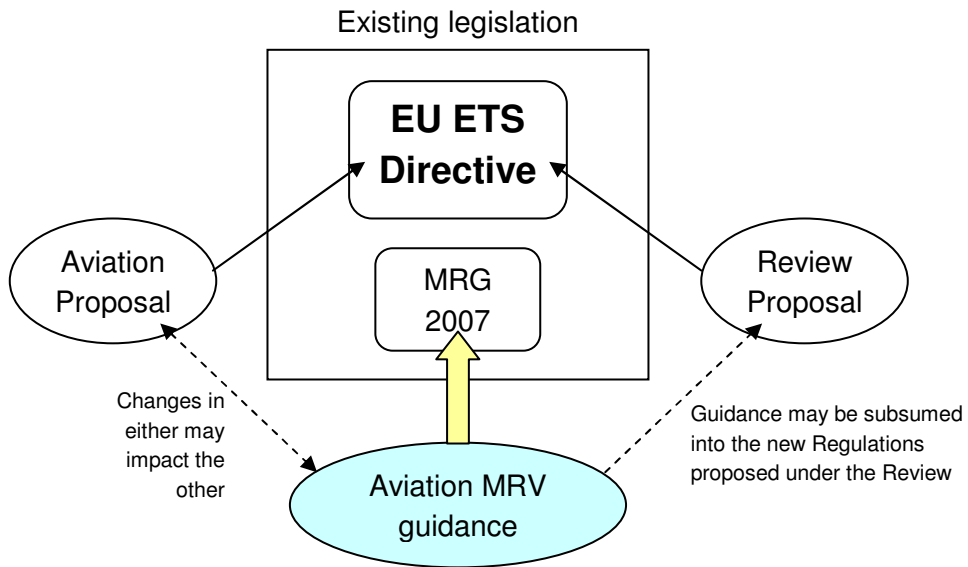 Existing legislation
EU ETS
Directive
Aviation
Proposal
MRG
2007
Review
Proposal
Changes in
either may
impact the
other
Guidance may be subsumed
into the new Regulations
proposed under the Review
Aviation MRV
guidance